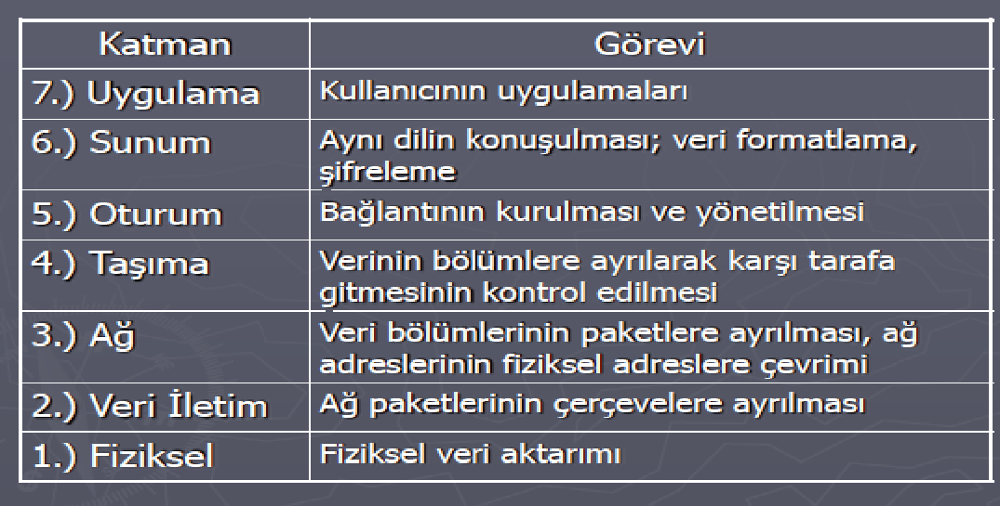 Katman
Görevi
7.) Uygulama
Kullanıcının uygulamaları
6.) Sunum
Aynı dilin konuşulması; veri formatlama,
şifreleme
5.) Oturum
Bağlantının kurulması ve yönetilmesi
4.) Taşıma
Verinin bölümlere ayrılarak karşı tarafa
gitmesinin kontrol edilmesi
3.) Ağ
Veri bölümlerinin paketlere ayrılması, ağ
adreslerinin fiziksel adreslere çevrimi
2.) Veri İletim
Ağ paketlerinin çerçevelere ayrılması
1.) Fiziksel
Fiziksel veri aktarımı